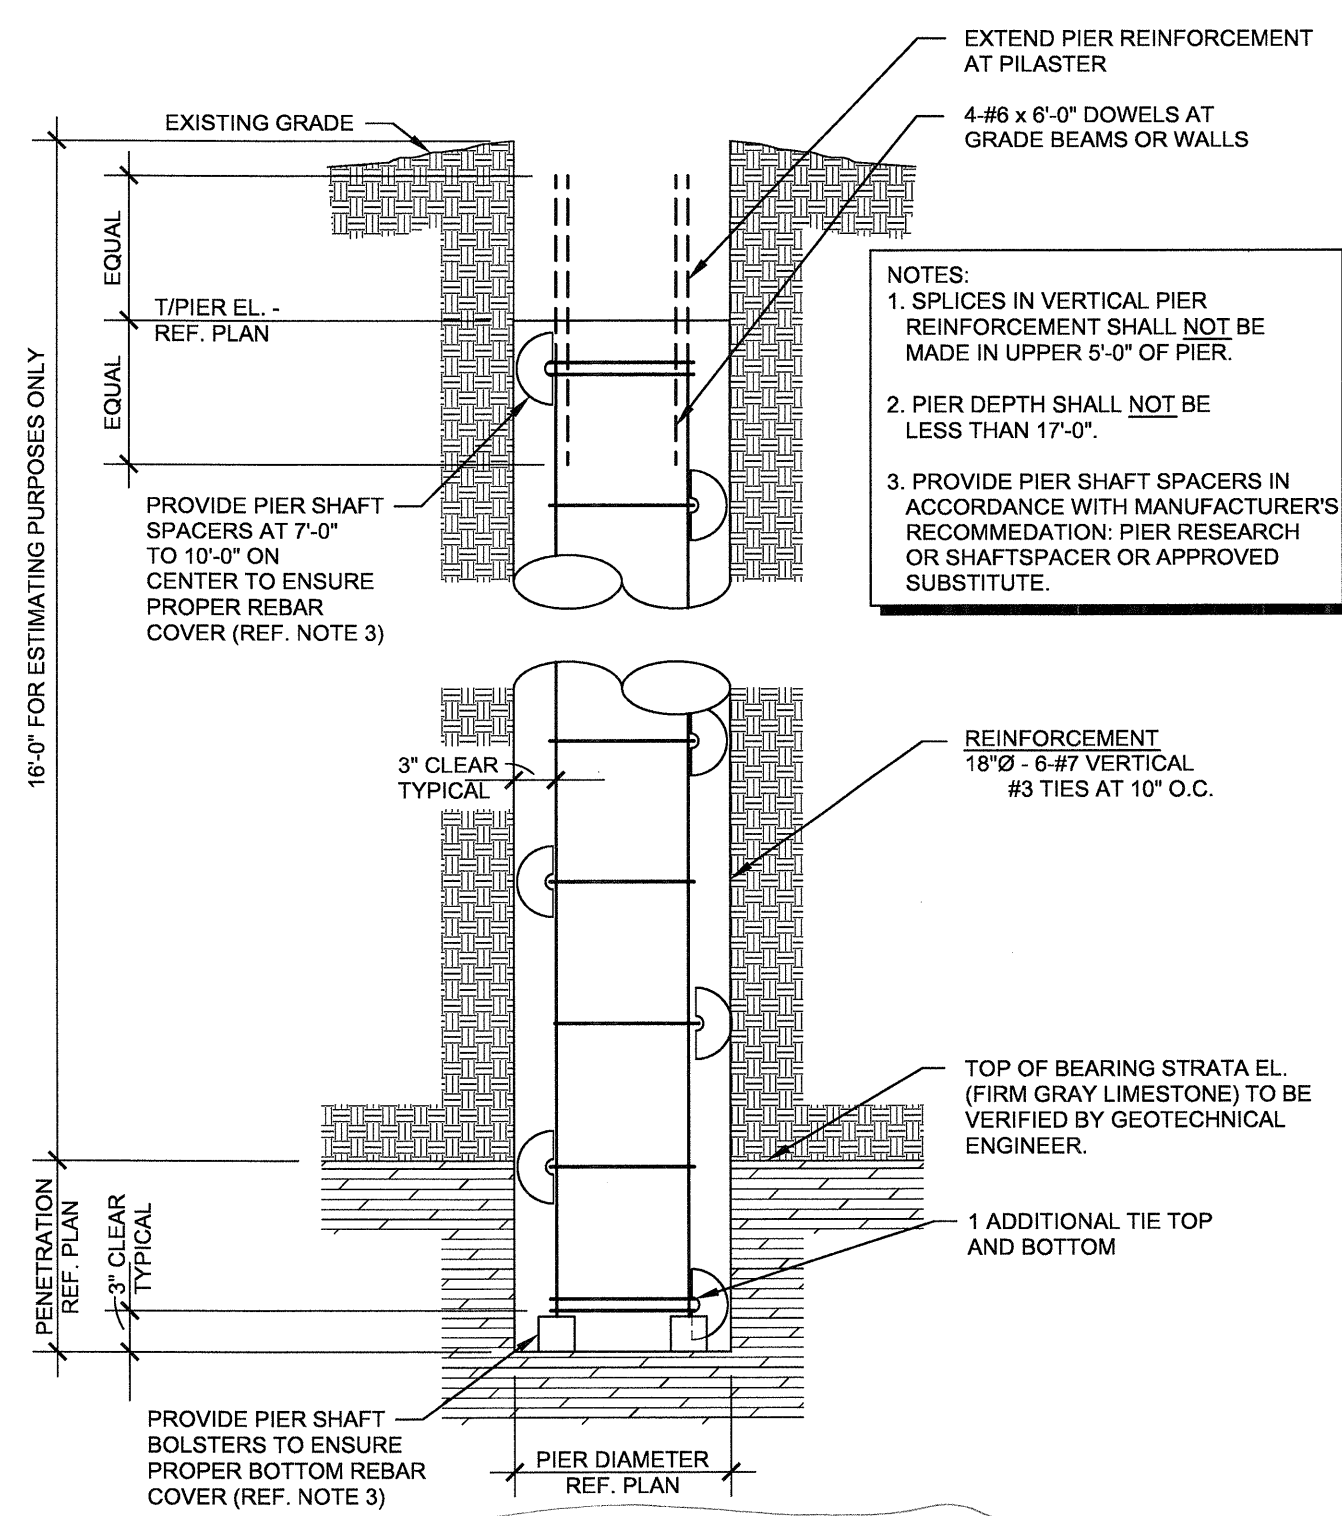 EXTEND PIER REINFORCEMENT
AT PILASTER
4-#6 x 6'-0" DOWELS AT
GRADE BEAMS OR WALLS
EXISTING GRADE
EQUAL
T/PIER EL. -
REF. PLAN
EQUAL
16'-0" FOR ESTIMATING PURPOSES ONLY
NOTES:
1. SPLICES IN VERTICAL PIER
REINFORCEMENT SHALL NOT BE
MADE IN UPPER 5'-0" OF PIER.
2. PIER DEPTH SHALL NOT BE
LESS THAN 17'-0".
3. PROVIDE PIER SHAFT SPACERS IN
ACCORDANCE WITH MANUFACTURER'S
RECOMMEDATION: PIER RESEARCH
OR SHAFTSPACER OR APPROVED
SUBSTITUTE.
PROVIDE PIER SHAFT
SPACERS AT 7'-0"
TO 10'-0" ON
CENTER TO ENSURE
PROPER REBAR
COVER (REF. NOTE 3)
3" CLEAR
TYPICAL
REINFORCEMENT
18"Ø - 6-#7 VERTICAL
#3 TIES AT 10" O.C.
TOP OF BEARING STRATA EL.
(FIRM GRAY LIMESTONE) TO BE
VERIFIED BY GEOTECHNICAL
ENGINEER.
PENETRATION
REF. PLAN
3" CLEAR
TYPICAL
1 ADDITIONAL TIE TOP
AND BOTTOM
PROVIDE PIER SHAFT
BOLSTERS TO ENSURE
PROPER BOTTOM REBAR
COVER (REF. NOTE 3)
PIER DIAMETER
REF. PLAN